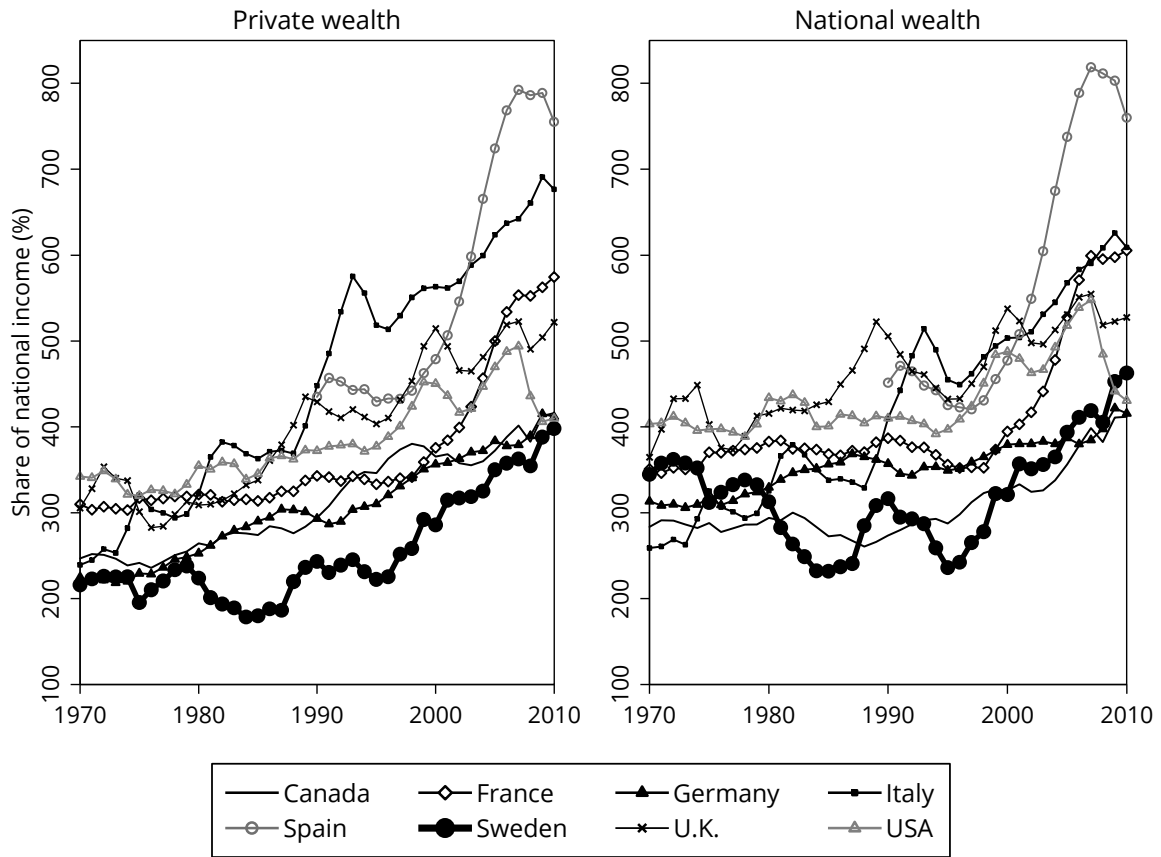 Private wealth
National wealth
Share of national income (%)
800
700
600
500
400
300
200
100
1970 1980 1990 2000 2010
800
700
600
500
400
300
200
100
1970 1980 1990 2000 2010
Canada France Germany Italy
Spain Sweden U.K. USA